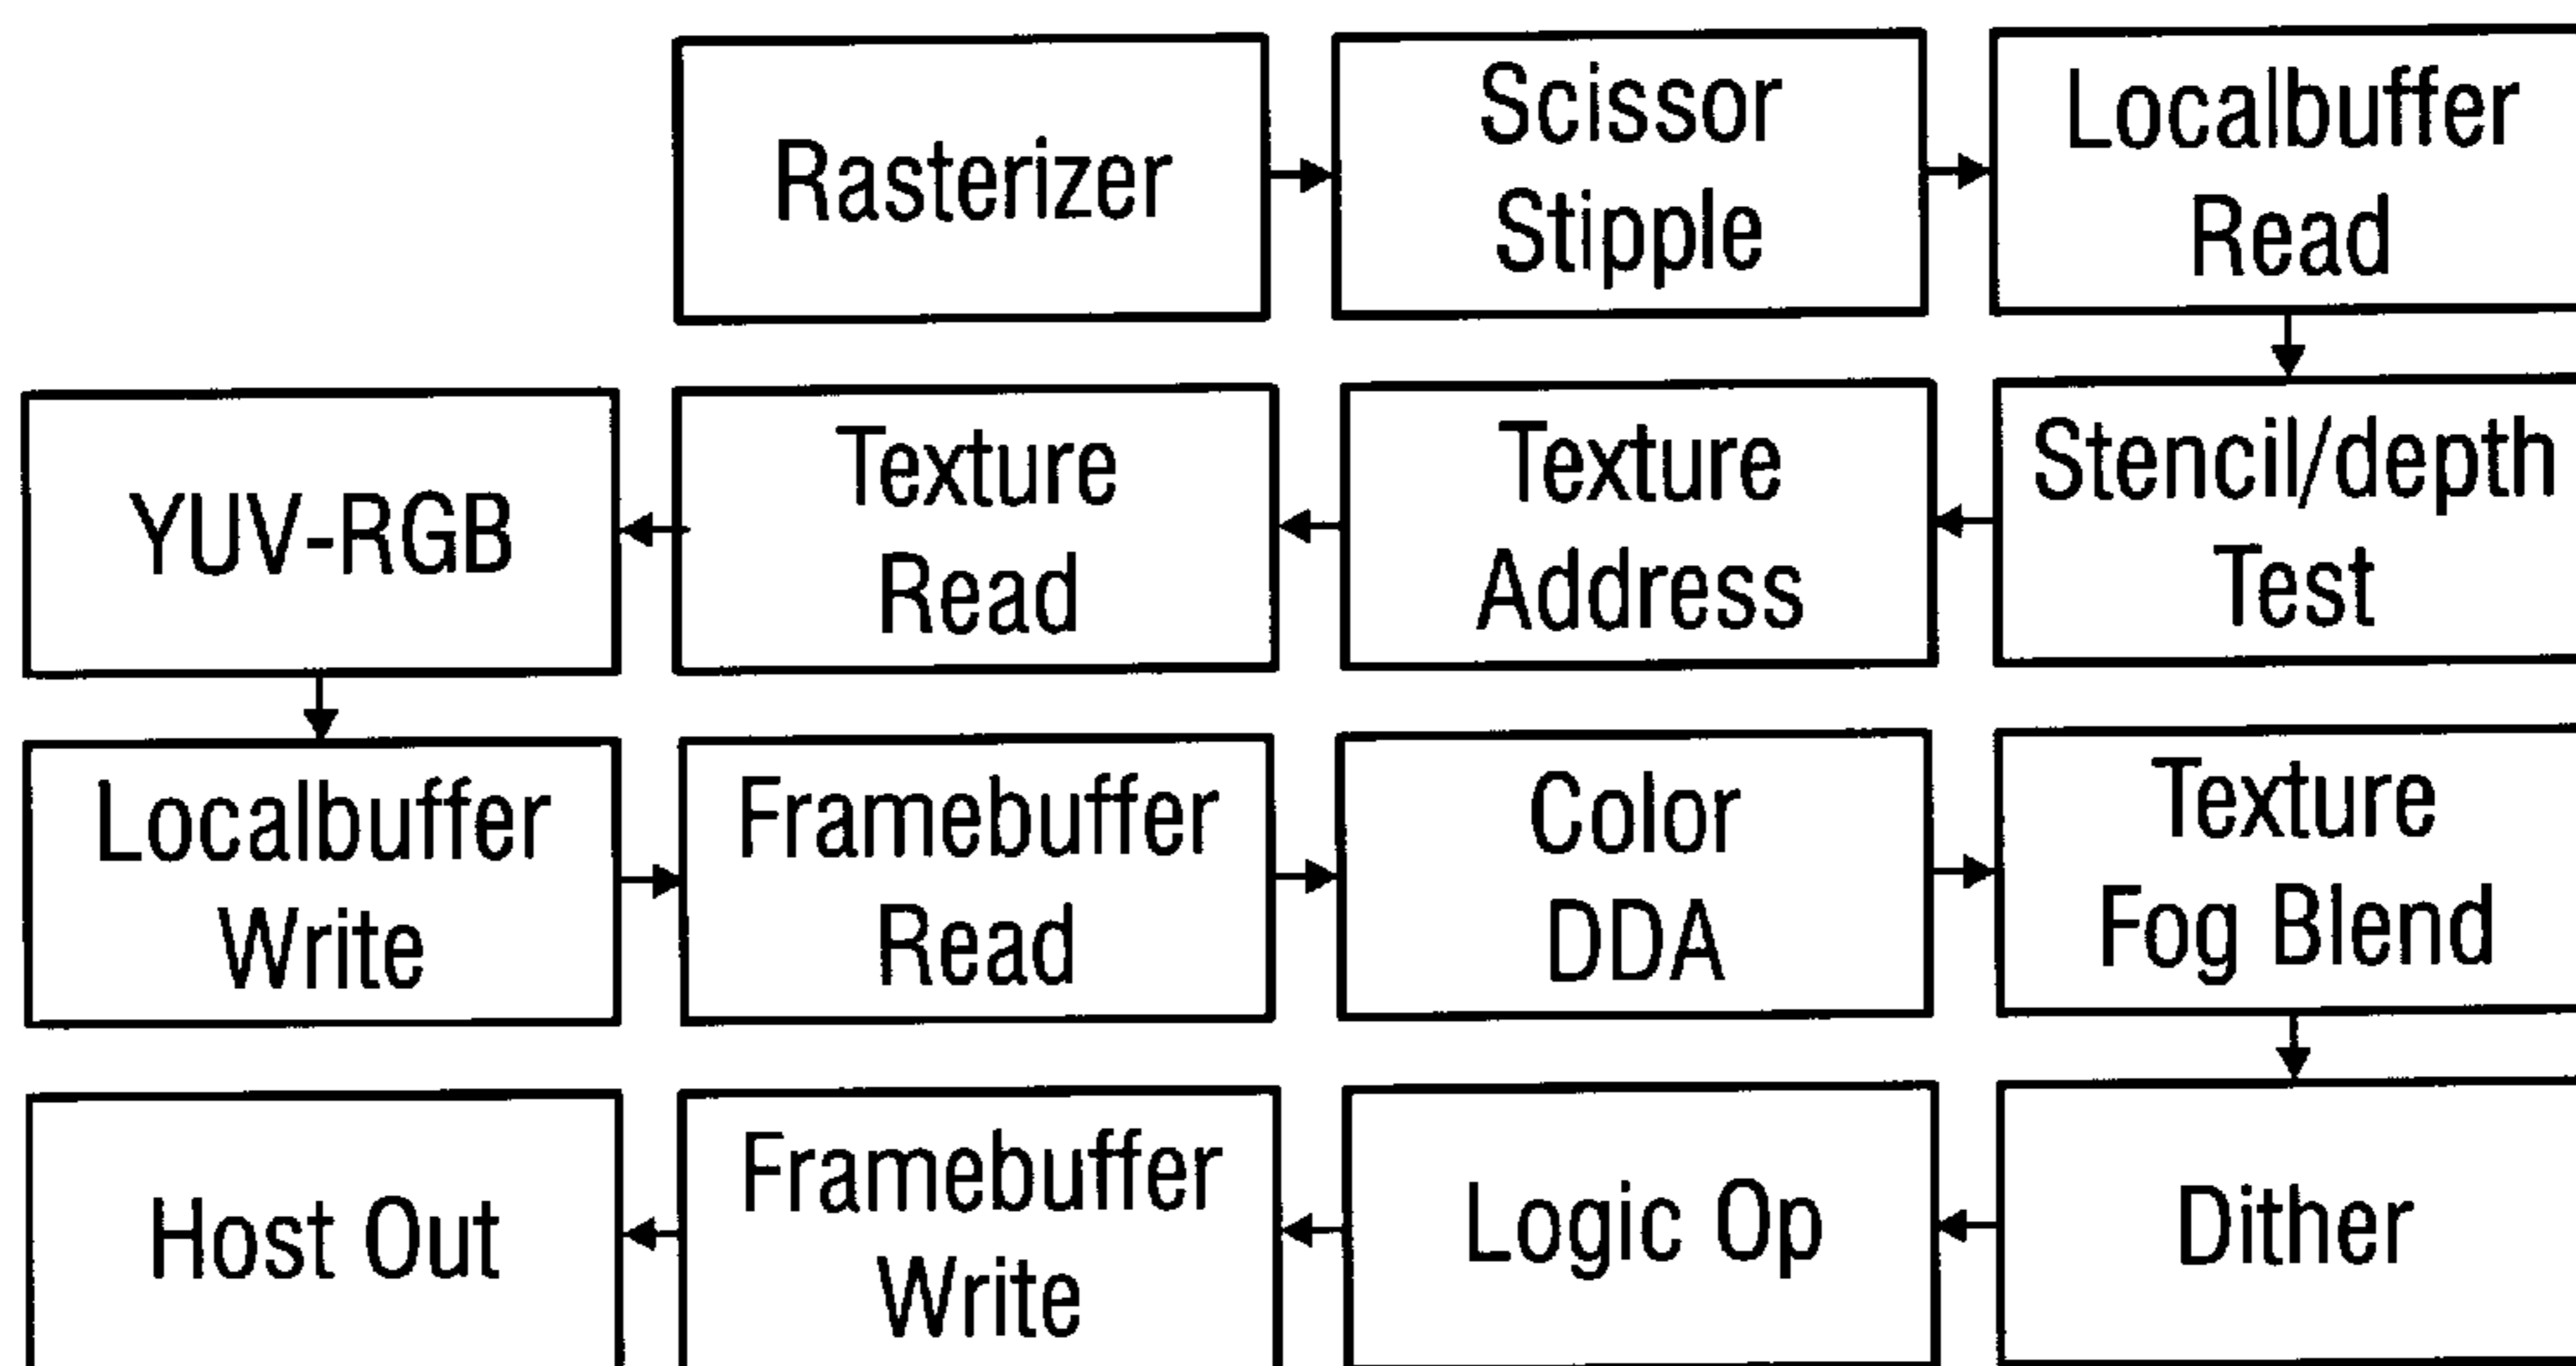 Rasterizer
Scissor
Stipple
Localbuffer
Read
YUV-RGB
Texture
Read
Texture
Address
Stencil/depth
Test
Localbuffer
Write
Framebuffer
Read
Color
DDA
Texture
Fog Blend
Host Out
Framebuffer
Write
Logic Op
Dither